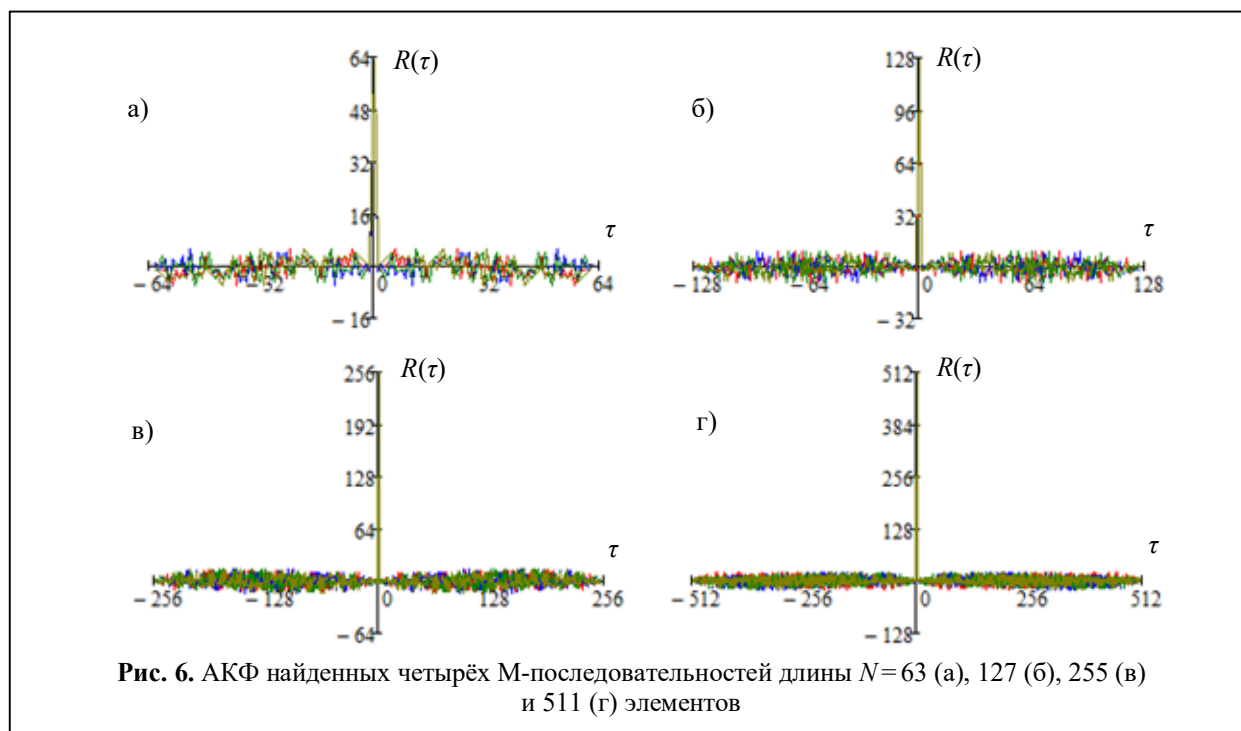 а)
R(τ)
64
48
32
16
τ
– 64
– 32
0
32
64
– 16
б)
R(τ)
128
96
64
32
τ
– 128
– 64
0
64
128
– 32
в)
R(τ)
256
192
128
64
τ
– 256
– 128
0
128
256
– 64
г)
R(τ)
512
384
256
128
τ
– 512
– 256
0
256
512
– 128
Рис. 6. АКФ найденных четырёх М-последовательностей длины N = 63 (а), 127 (б), 255 (в)
и 511 (г) элементов